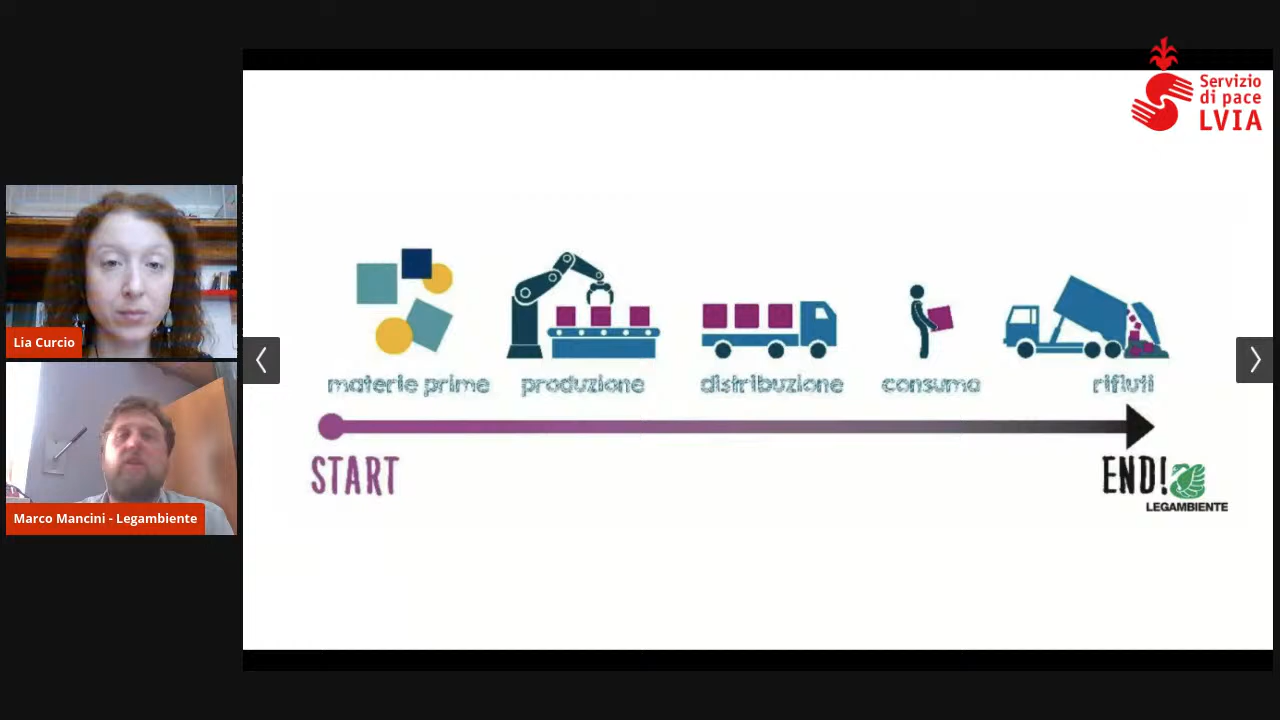 Servizio
di pace
LVIA
Lia Curcio
Marco Mancini - Legambiente
materie prime
produzione
distribuzione
consumo
rifiuti
START
END!
LEGAMBIENTE